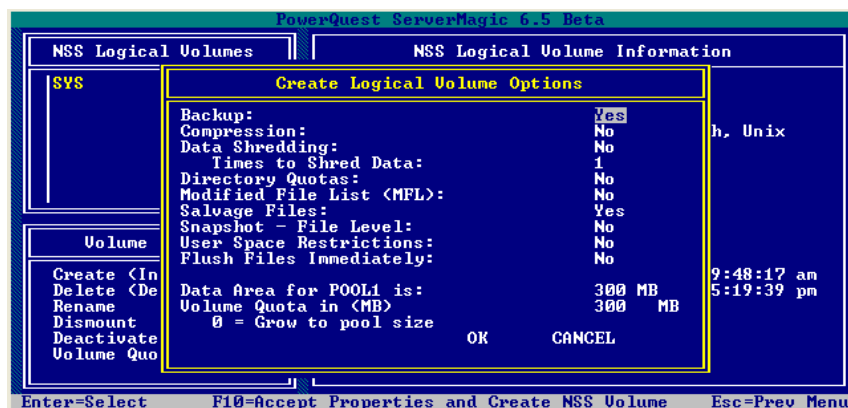 PowerQuest ServerMagic 6.5 Beta
NSS Logical Volumes
NSS Logical Volume Information
SYS
Create Logical Volume Options
Backup: Yes
Compression: No
h, Unix
Data Shredding: No
Times to Shred Data: 1
Directory Quotas: No
Modified File List (MFL): No
Salvage Files: Yes
Snapshot - File Level: No
Volume
User Space Restrictions: No
Flush Files Immediately: No
Create (In
9:48:17 am
Delete (De
Data Area for POOL1 is: 300 MB
5:19:39 pm
Rename
Volume Quota in (MB) 300 MB
Dismount
0 = Grow to pool size
Deactivate
OK CANCEL
Volume Quo
Enter=Select F10=Accept Properties and Create NSS Volume Esc=Prev Menu